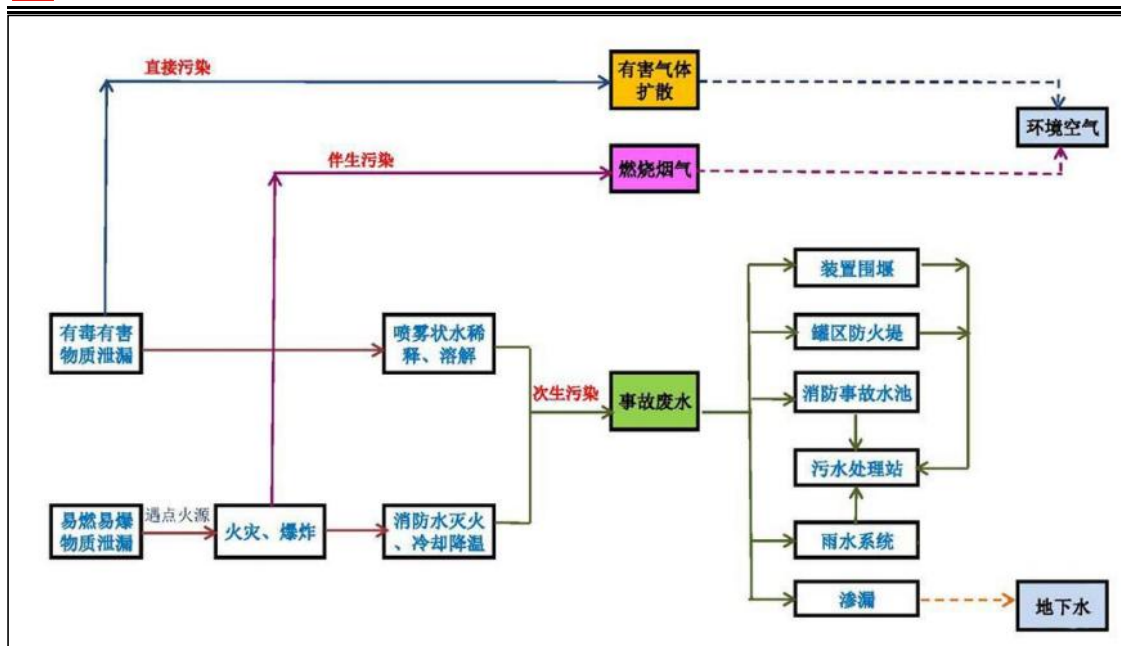 直接污染
有害气体
扩散
环境空气
伴生污染
燃烧烟气
装置围堰
有毒有害
物质泄漏
喷雾状水稀
释、溶解
罐区防火堤
次生污染
事故废水
消防事故水池
污水处理站
易燃易爆
物质泄漏
遇点火源
火灾、爆炸
消防水灭火
、冷却降温
雨水系统
渗漏
地下水